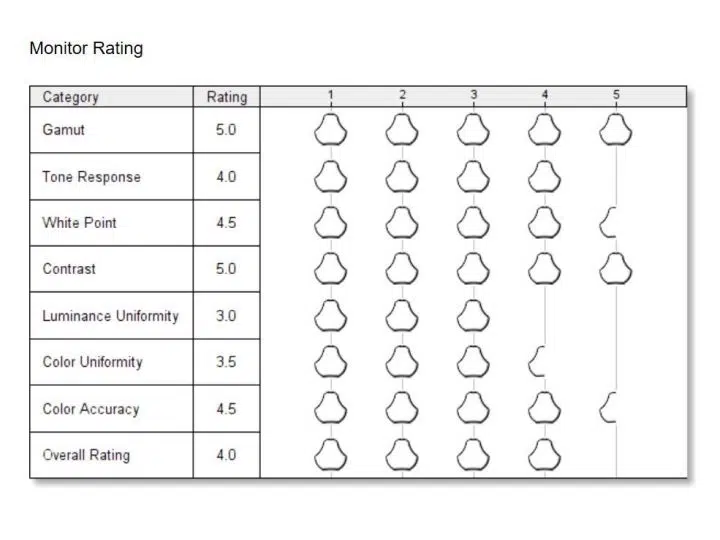 Monitor Rating
Category Rating 1 2 3 4 5
Gamut 5.0
Tone Response 4.0
White Point 4.5
Contrast 5.0
Luminance Uniformity 3.0
Color Uniformity 3.5
Color Accuracy 4.5
Overall Rating 4.0